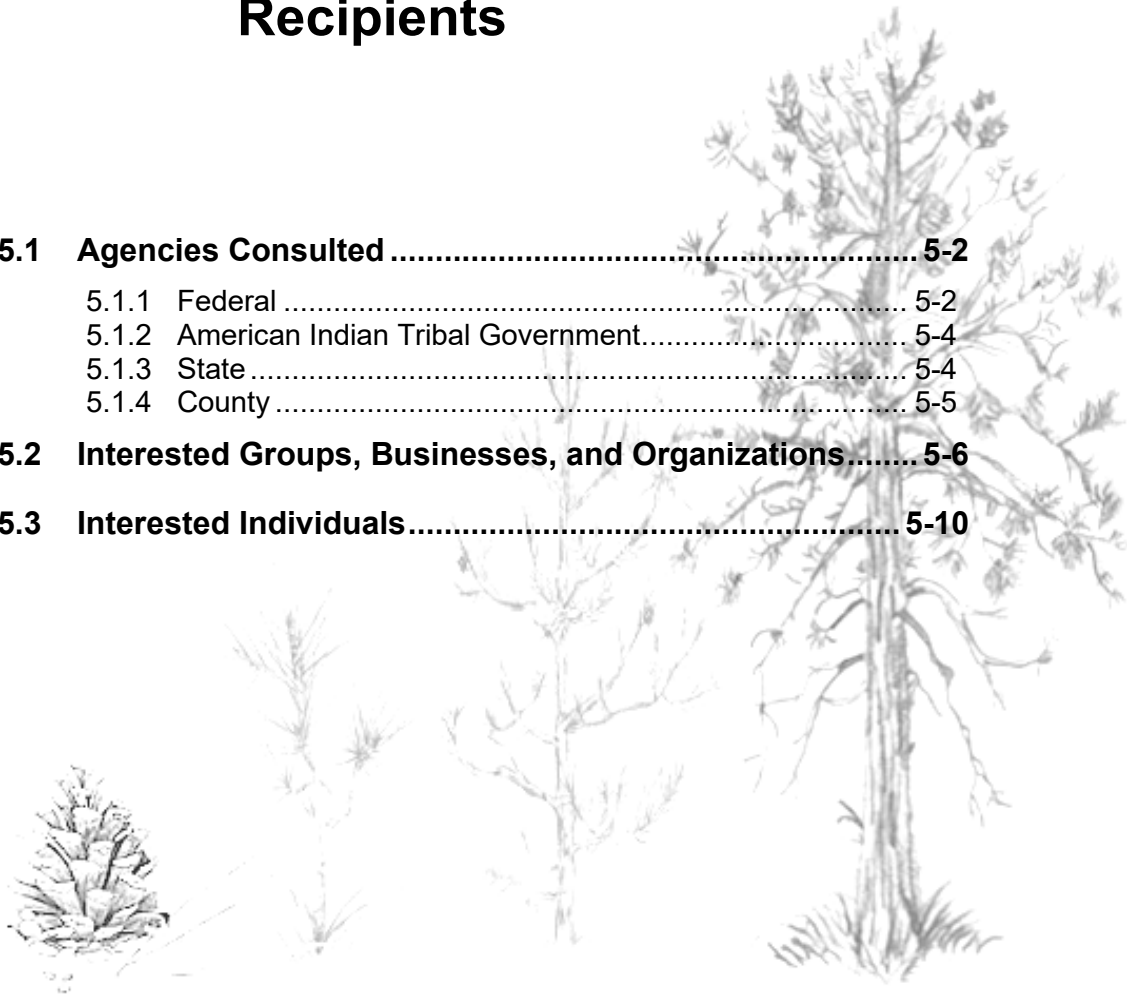 Recipients
5.1 Agencies Consulted ........................................................... 5-2
5.1.1 Federal ...................................................................... 5-2
5.1.2 American Indian Tribal Government.............................. 5-4
5.1.3 State .......................................................................... 5-4
5.1.4 County ....................................................................... 5-5
5.2 Interested Groups, Businesses, and Organizations........ 5-6
5.3 Interested Individuals....................................................... 5-10